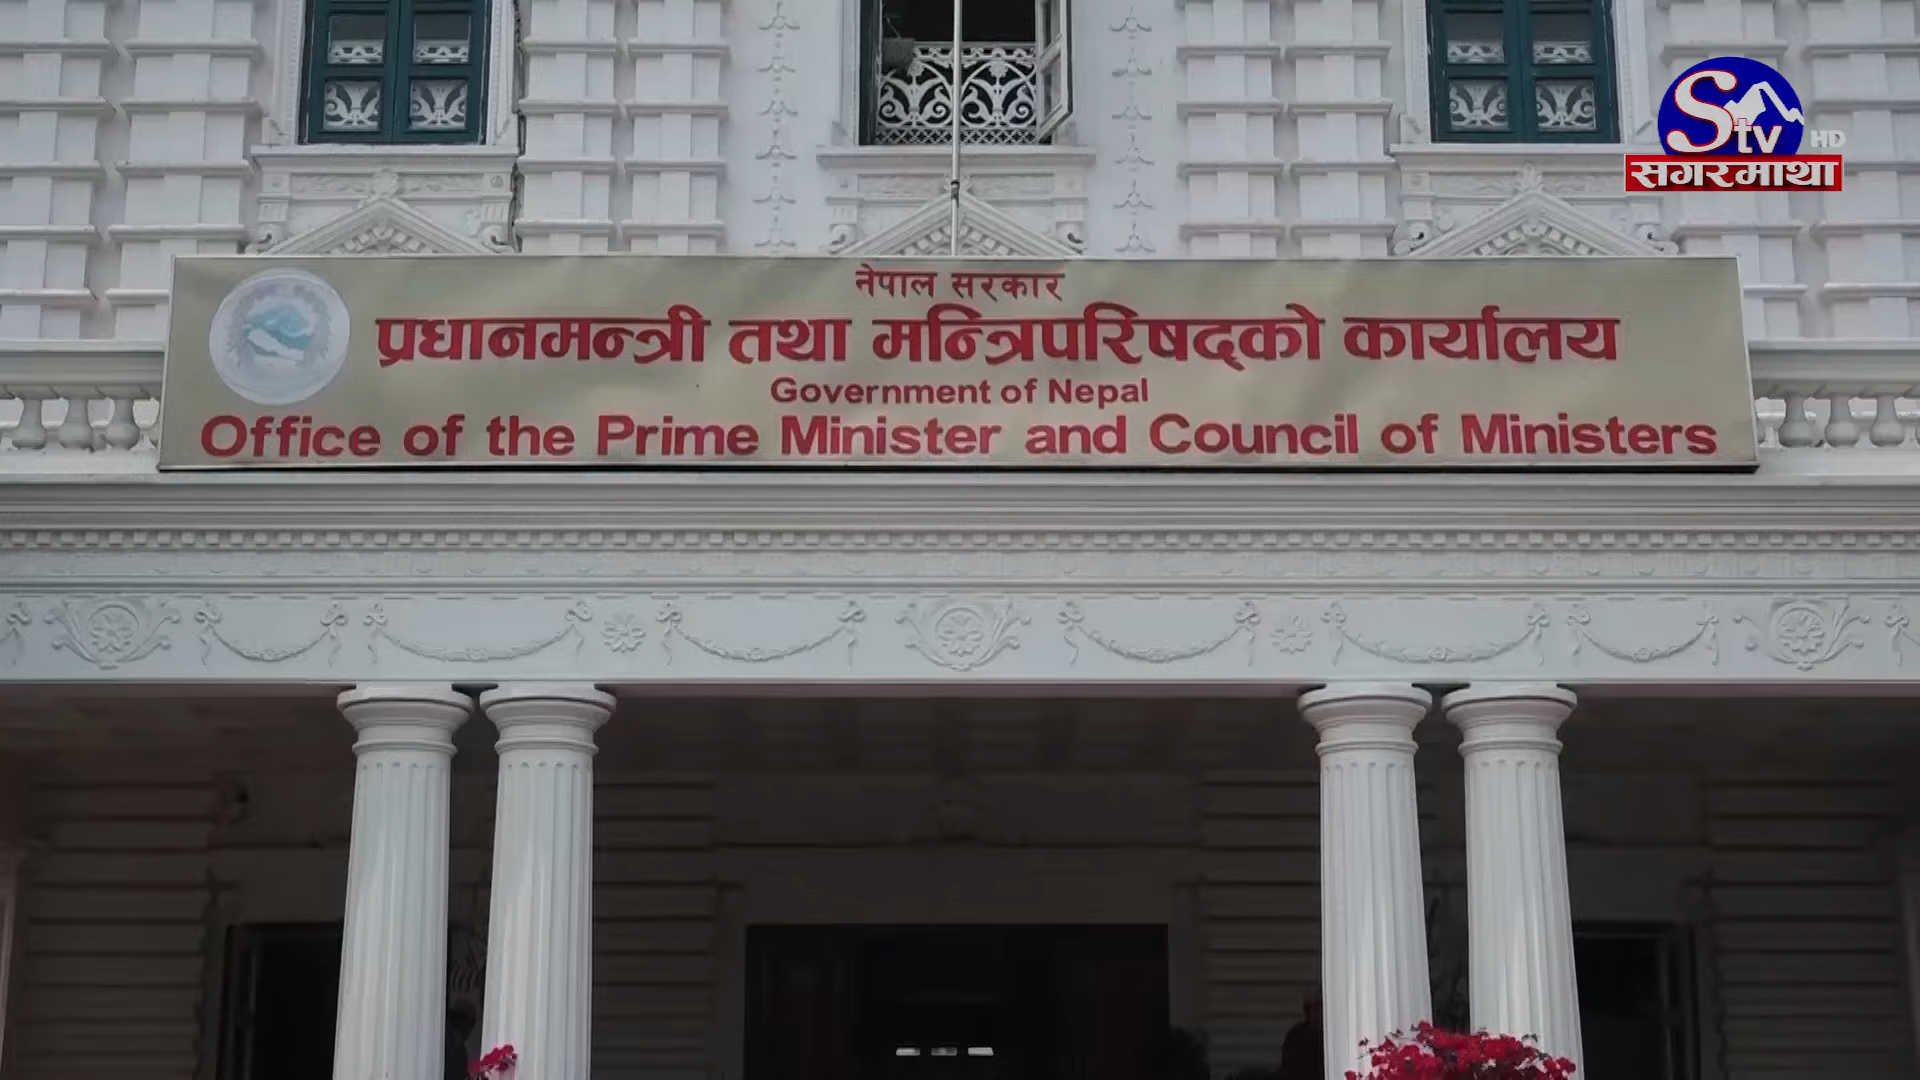 STV HD
सगरमाथा
नेपाल सरकार
प्रधानमन्त्री तथा मन्त्रिपरिषद्को कार्यालय
Government of Nepal
Office of the Prime Minister and Council of Ministers